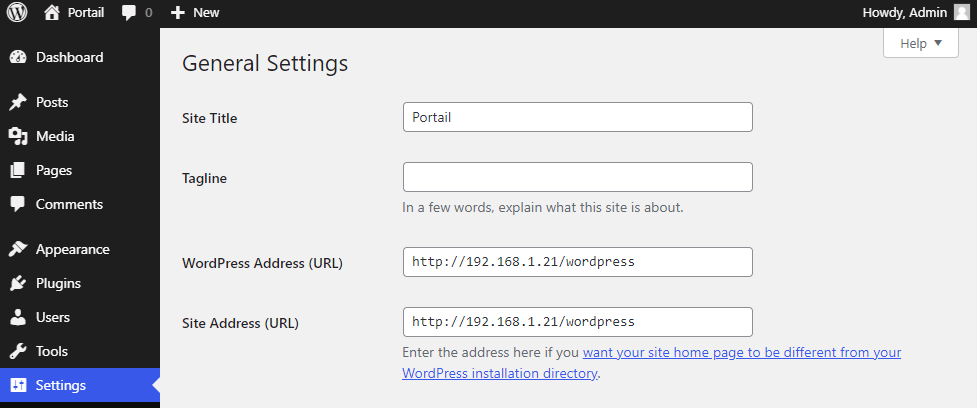 Portail 0 New Howdy, Admin
Help
Dashboard
Posts
Media
Pages
Comments
Appearance
Plugins
Users
Tools
Settings
General Settings
Site Title Portail
Tagline
In a few words, explain what this site is about.
WordPress Address (URL) http://192.168.1.21/wordpress
Site Address (URL) http://192.168.1.21/wordpress
Enter the address here if you want your site home page to be different from your
WordPress installation directory.